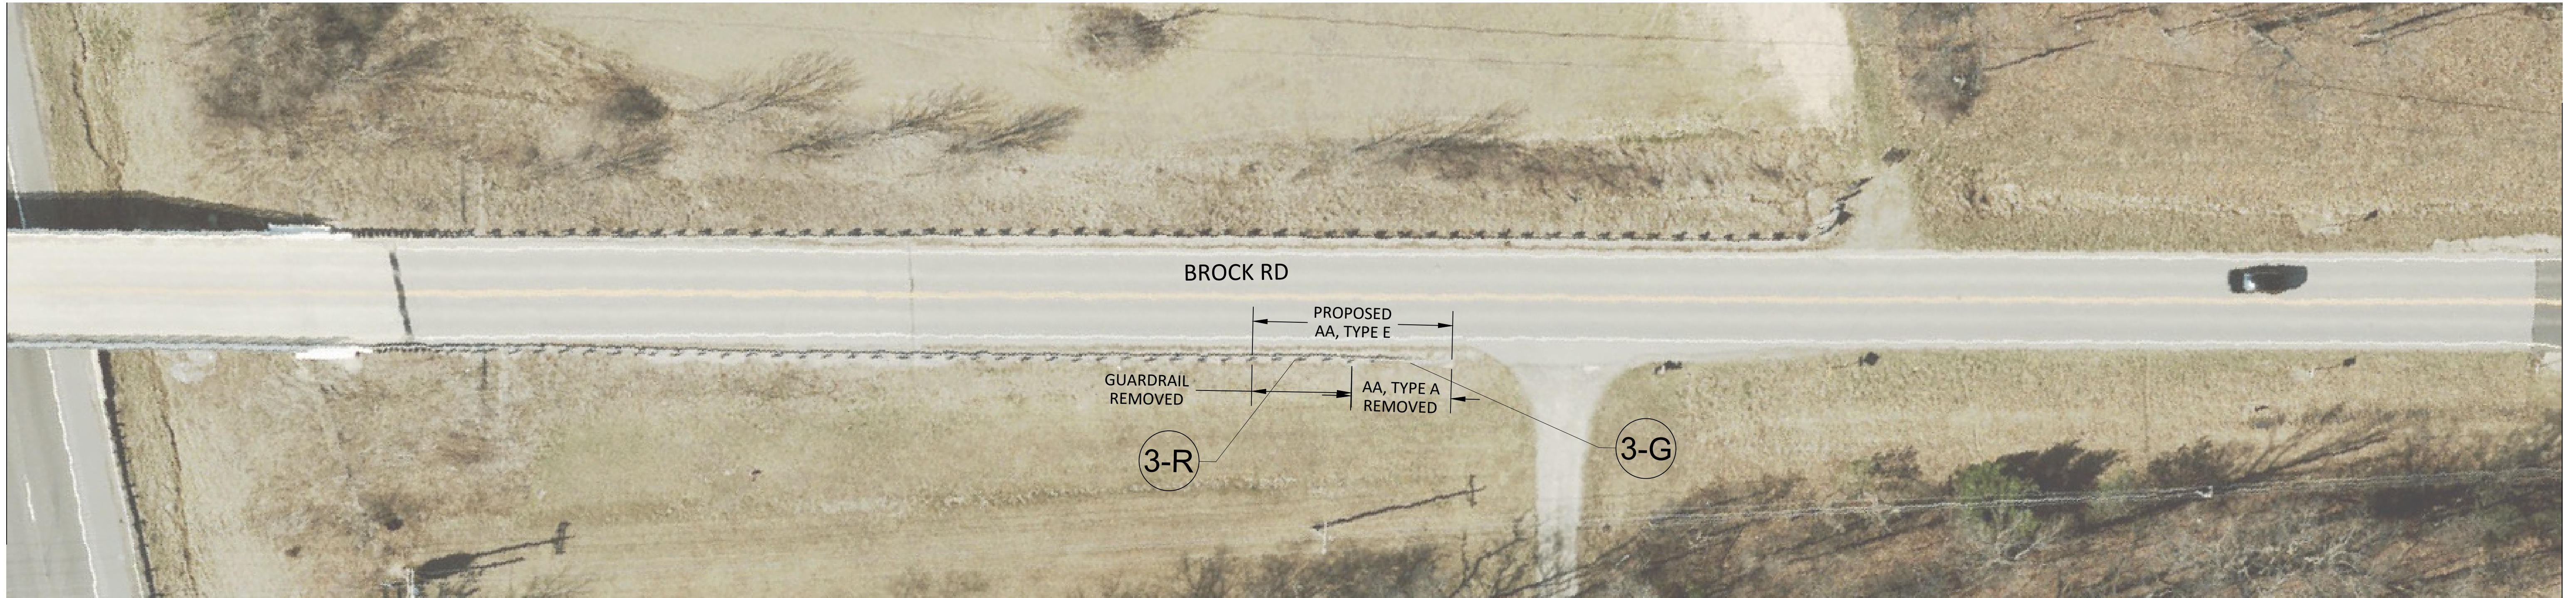 BROCK RD
PROPOSED
AA, TYPE E
GUARDRAIL
REMOVED
AA, TYPE A
REMOVED
3-R
3-G